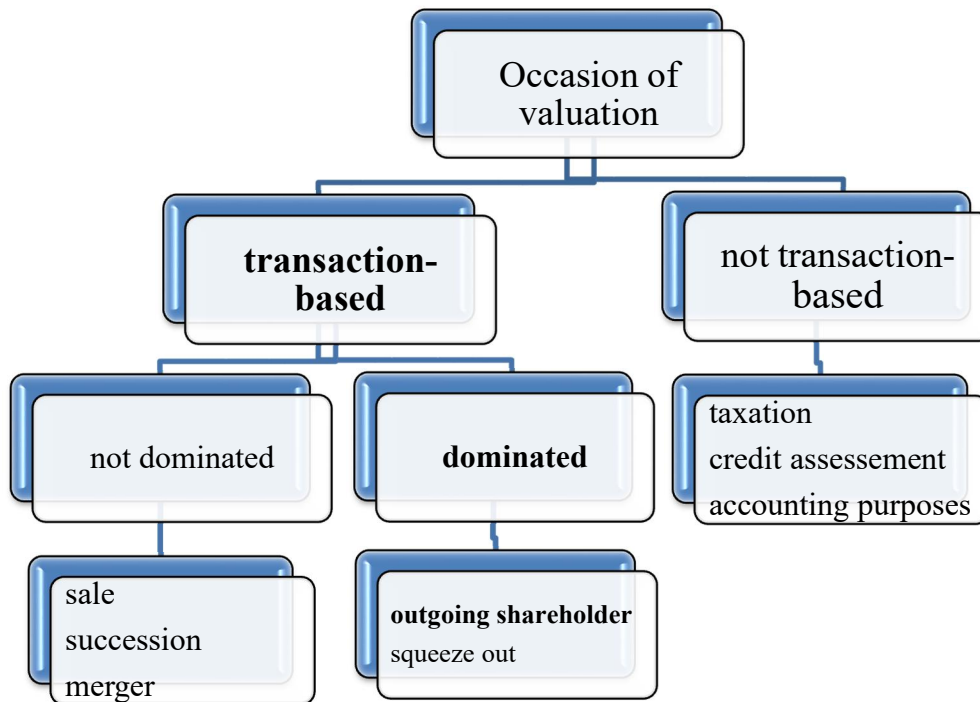 Occasion of
valuation
transaction-
based
not transaction-
based
not dominated
dominated
taxation
credit assessement
accounting purposes
sale
succession
merger
outgoing shareholder
squeeze out